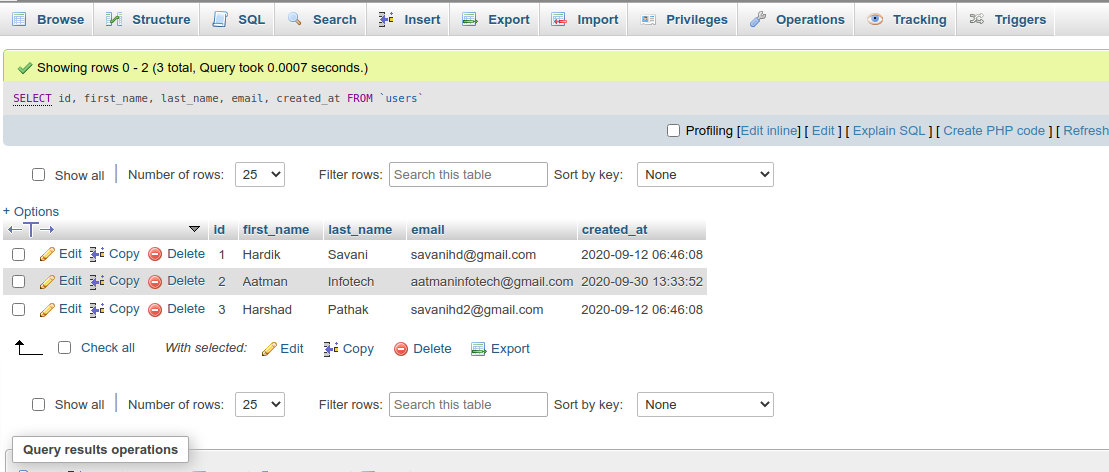 Browse Structure SQL Search Insert Export Import Privileges Operations Tracking Triggers
Showing rows 0 - 2 (3 total, Query took 0.0007 seconds.)
SELECT id, first_name, last_name, email, created_at FROM `users`
Profiling [Edit inline] [ Edit ] [ Explain SQL ] [ Create PHP code ] [ Refresh
Show all Number of rows: 25 Filter rows: Search this table Sort by key: None
+ Options
id first_name last_name email created_at
Edit Copy Delete 1 Hardik Savani savanihd@gmail.com 2020-09-12 06:46:08
Edit Copy Delete 2 Aatman Infotech aatmaninfotech@gmail.com 2020-09-30 13:33:52
Edit Copy Delete 3 Harshad Pathak savanihd2@gmail.com 2020-09-12 06:46:08
Check all With selected: Edit Copy Delete Export
Show all Number of rows: 25 Filter rows: Search this table Sort by key: None
Query results operations